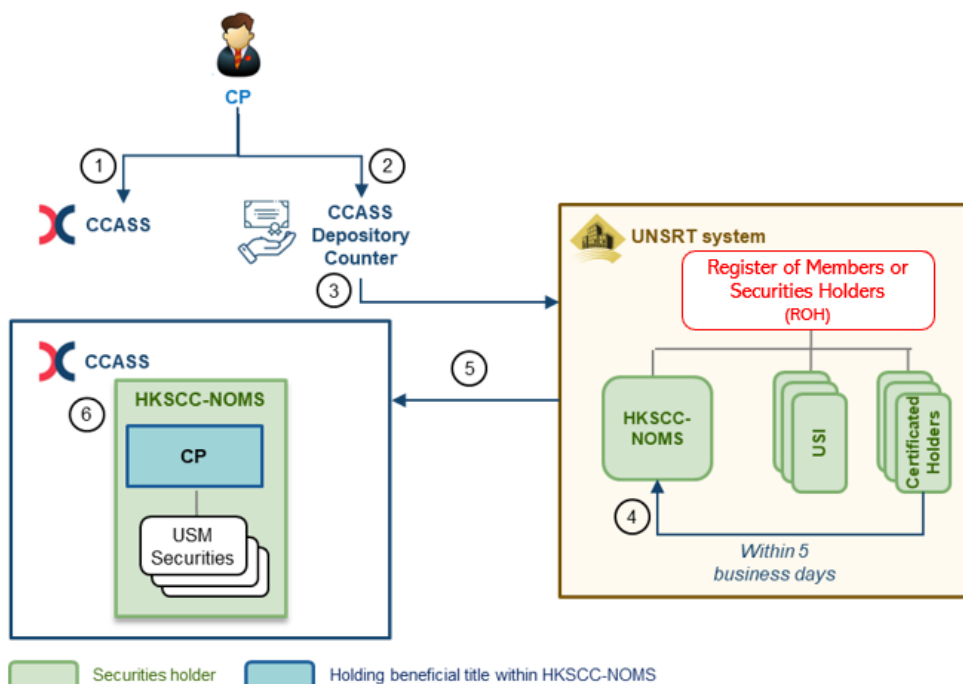 CP
1
2
CCASS
CCASS
Depository
Counter
3
UNSRT system
Register of Members or
Securities Holders
(ROH)
HKSCC-
NOMS
USI
Certificated
Holders
4
Within 5
business days
5
CCASS
6
HKSCC-NOMS
CP
USM
Securities
Securities holder
Holding beneficial title within HKSCC-NOMS